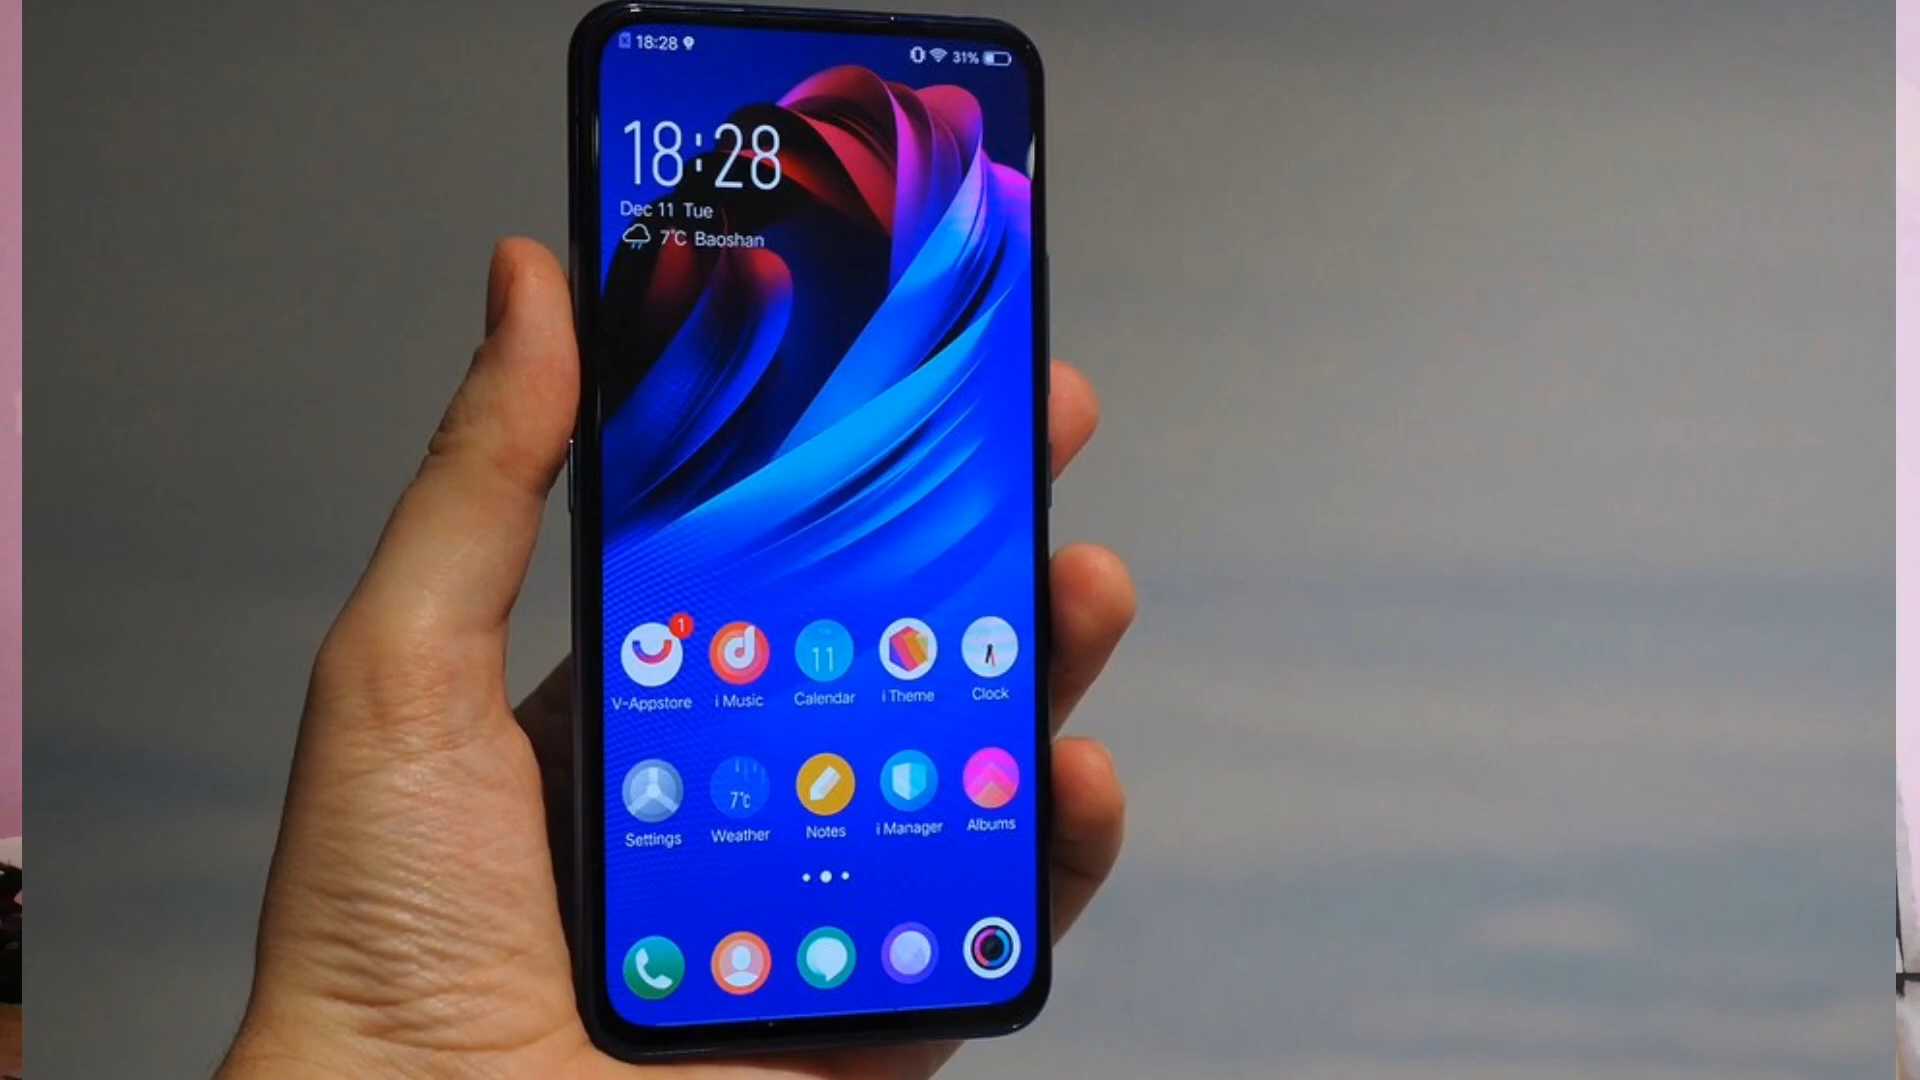 18:28
31%
18:28
Dec 11 Tue
7°C Baoshan
1
11
V-Appstore i Music Calendar i Theme Clock
7°c
Settings Weather Notes i Manager Albums